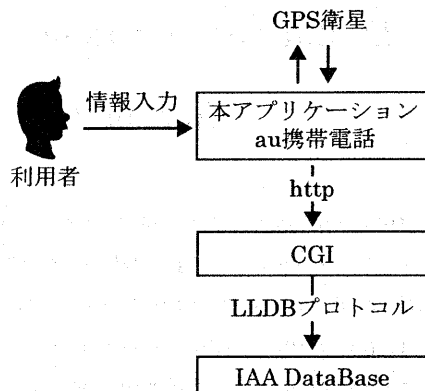 GPS衛星
情報入力
本アプリケーション
au携帯電話
利用者
http
CGI
LLDBプロトコル
IAA DataBase